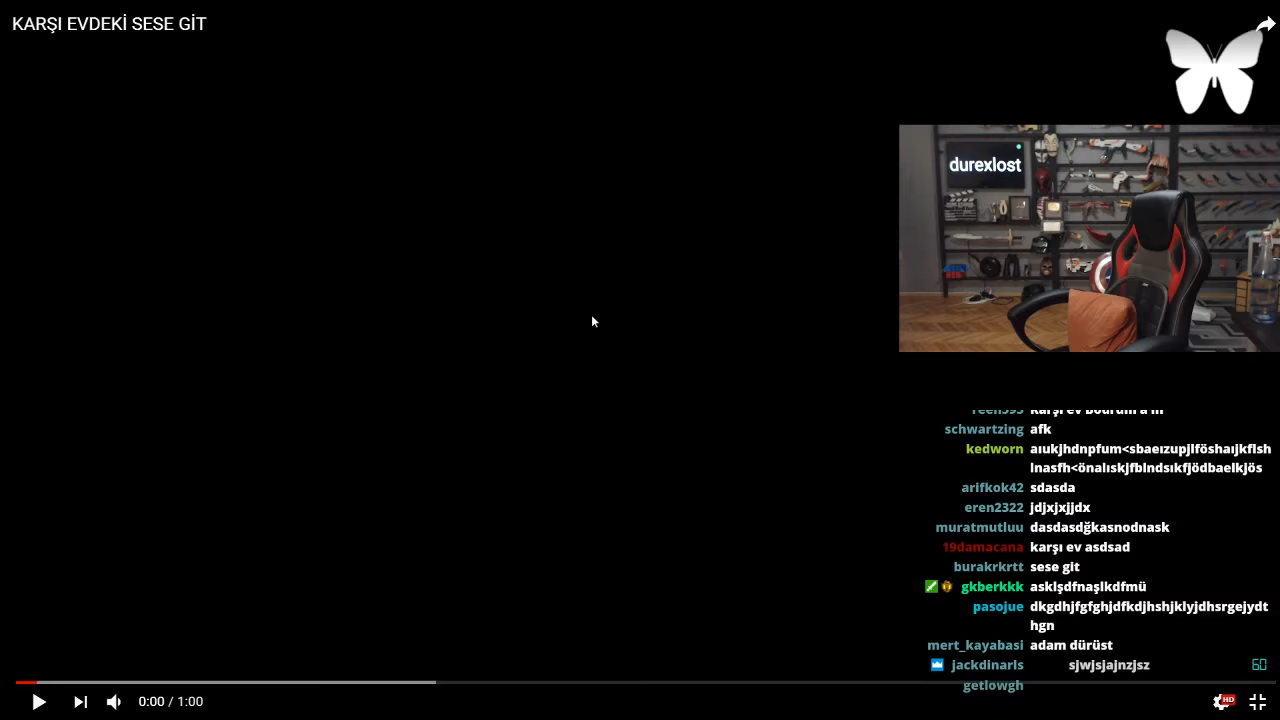 KARŞI EVDEKİ SESE GİT
durexlost
schwartzing afk
kedworn aıukjhdnpfum<sbaeızupjlföshaıjkflsh
lnasfh<önalıskjfblndsıkfjödbaelkjös
arifkok42 sdasda
eren2322 jdjxjxjjdx
muratmutluu dasdasdğkasnodnask
19damacana karşı ev asdsad
burakrkrtt sese git
gkberkkk asklşdfnaşlkdfmü
pasojue dkgdhjfgfghjdfkdjhshjklyjdhsrgejydt
hgn
mert_kayabasi adam dürüst
jackdinarls sjwjsjajnzjsz 60
getlowgh
0:00 / 1:00 HD